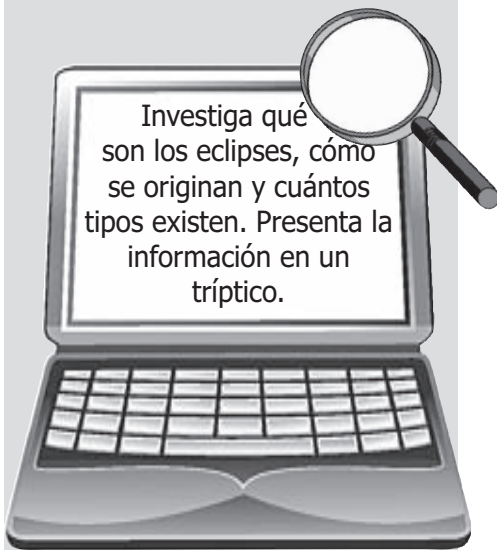 Investiga qué
son los eclipses, cómo
se originan y cuántos
tipos existen. Presenta la
información en un
tríptico.